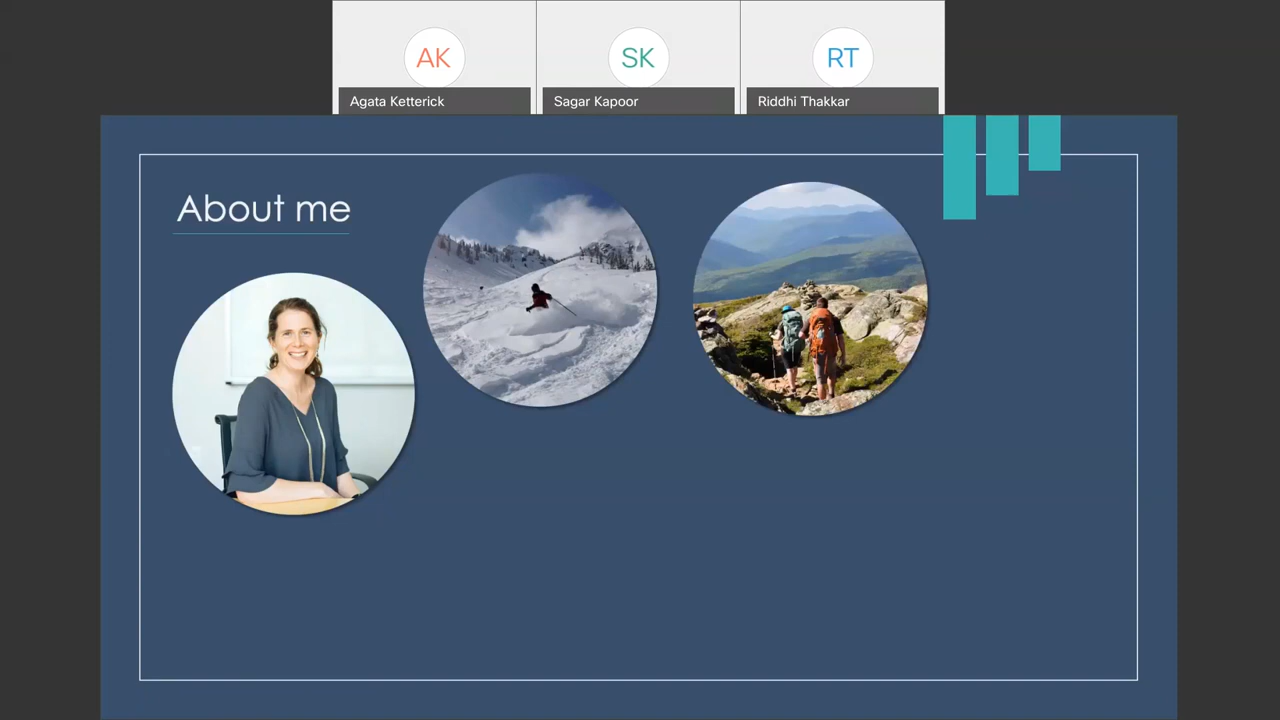 AK
SK
RT
Agata Ketterick
Sagar Kapoor
Riddhi Thakkar
About me